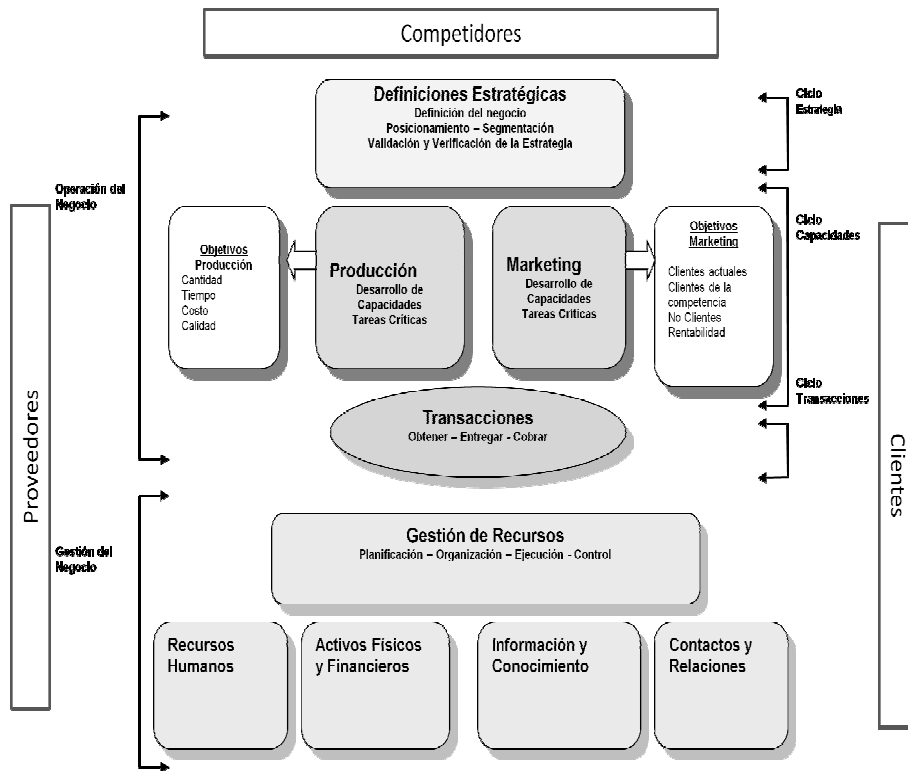 Competidores
Definiciones Estratégicas
Definición del negocio
Posicionamiento – Segmentación
Validación y Verificación de la Estrategia
Ciclo
Estrategia
Operación del
Negocio
Proveedores
Objetivos
Producción
Cantidad
Tiempo
Costo
Calidad
Producción
Desarrollo de
Capacidades
Tareas Críticas
Marketing
Desarrollo de
Capacidades
Tareas Críticas
Objetivos
Marketing
Clientes actuales
Clientes de la
competencia
No Clientes
Rentabilidad
Ciclo
Capacidades
Clientes
Ciclo
Transacciones
Transacciones
Obtener – Entregar - Cobrar
Gestión del
Negocio
Gestión de Recursos
Planificación – Organización – Ejecución - Control
Recursos
Humanos
Activos Físicos
y Financieros
Información y
Conocimiento
Contactos y
Relaciones